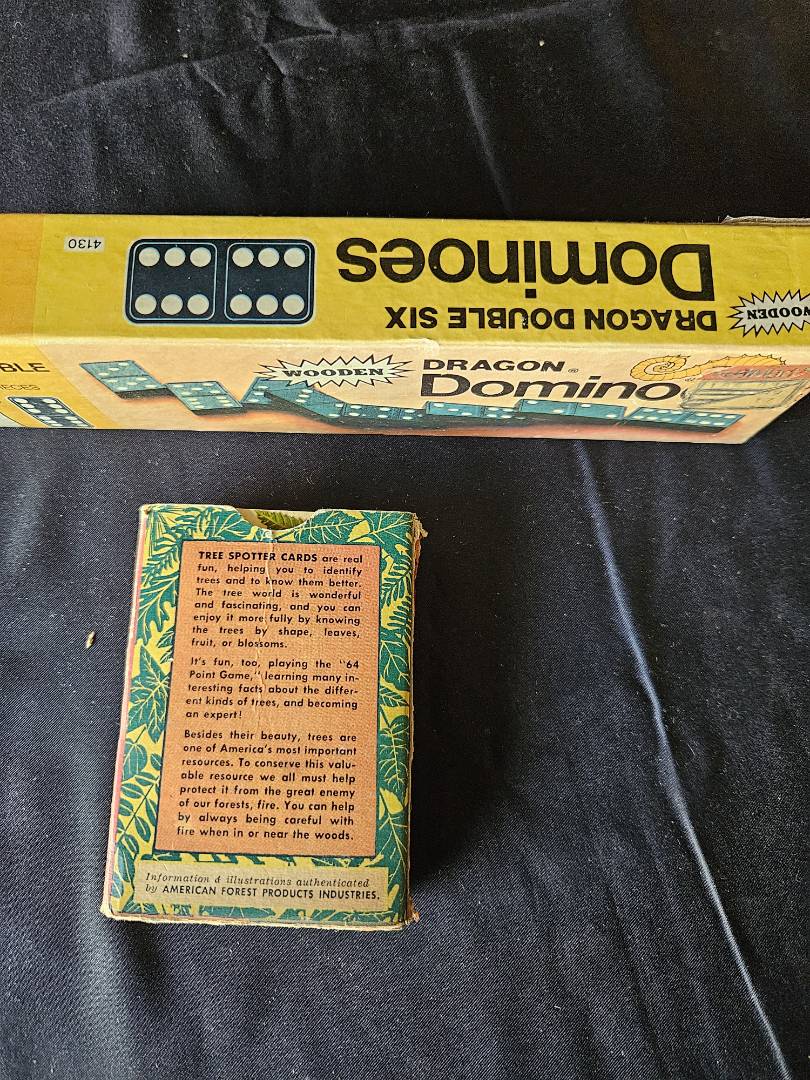 4130
Dominoes
DRAGON DOUBLE SIX
WOODEN
BLE
WOODEN
DRAGON®
Domino
TREE SPOTTER CARDS are real
fun, helping you to identify
trees and to know them better.
The tree world is wonderful
and fascinating, and you can
enjoy it more fully by knowing
the trees by shape, leaves,
fruit, or blossoms.
It's fun, too, playing the "64
Point Game," learning many in-
teresting facts about the differ-
ent kinds of trees, and becoming
an expert!
Besides their beauty, trees are
one of America's most important
resources. To conserve this valu-
able resource we all must help
protect it from the great enemy
of our forests, fire. You can help
by always being careful with
fire when in or near the woods.
Information & illustrations authenticated
by AMERICAN FOREST PRODUCTS INDUSTRIES.